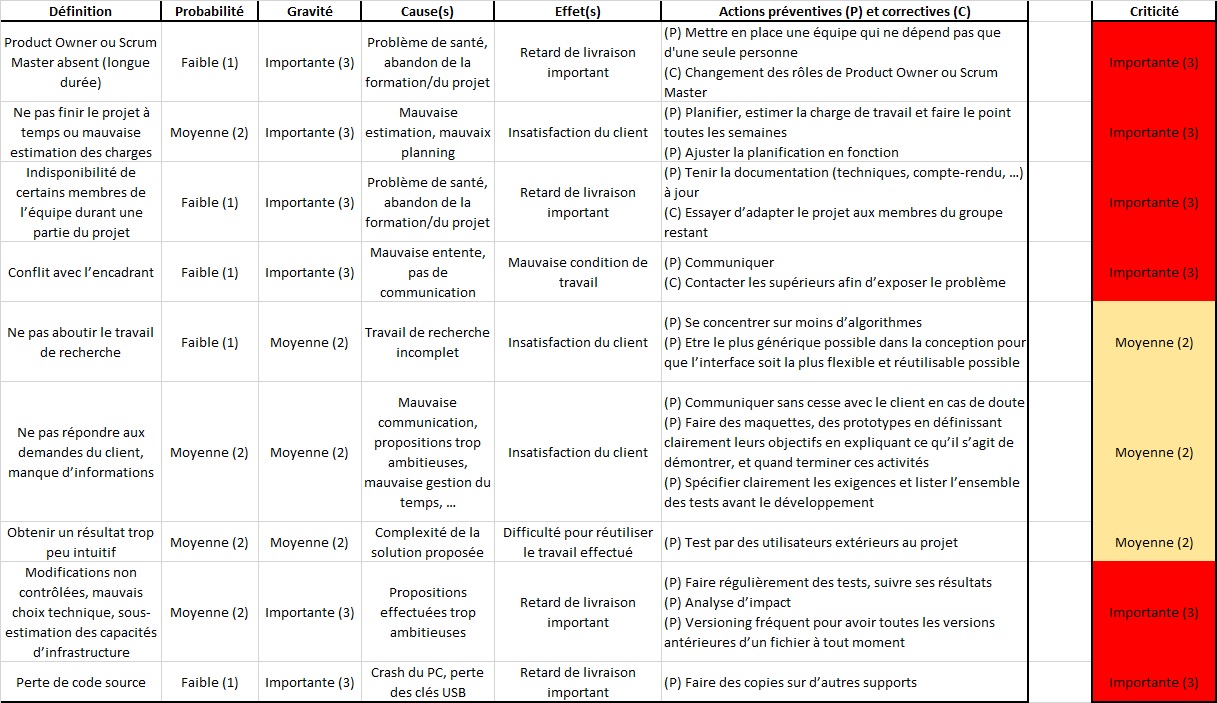 Définition Probabilité Gravité Cause(s) Effet(s) Actions préventives (P) et correctives (C) Criticité
Product Owner ou Scrum
Master absent (longue
durée)
Faible (1)
Importante (3)
Problème de santé,
abandon de la
formation/du projet
Retard de livraison
important
(P) Mettre en place une équipe qui ne dépend pas que
d'une seule personne
(C) Changement des rôles de Product Owner ou Scrum
Master
Importante (3)
Ne pas finir le projet à
temps ou mauvaise
estimation des charges
Moyenne (2)
Importante (3)
Mauvaise
estimation, mauvaix
planning
Insatisfaction du client
(P) Planifier, estimer la charge de travail et faire le point
toutes les semaines
(P) Ajuster la planification en fonction
Importante (3)
Indisponibilité de
certains membres de
l’équipe durant une
partie du projet
Faible (1)
Importante (3)
Problème de santé,
abandon de la
formation/du projet
Retard de livraison
important
(P) Tenir la documentation (techniques, compte-rendu, …)
à jour
(C) Essayer d’adapter le projet aux membres du groupe
restant
Importante (3)
Conflit avec l’encadrant
Faible (1)
Importante (3)
Mauvaise entente,
pas de
communication
Mauvaise condition de
travail
(P) Communiquer
(C) Contacter les supérieurs afin d’exposer le problème
Importante (3)
Ne pas aboutir le travail
de recherche
Faible (1)
Moyenne (2)
Travail de recherche
incomplet
Insatisfaction du client
(P) Se concentrer sur moins d’algorithmes
(P) Etre le plus générique possible dans la conception pour
que l’interface soit la plus flexible et réutilisable possible
Moyenne (2)
Ne pas répondre aux
demandes du client,
manque d’informations
Moyenne (2)
Moyenne (2)
Mauvaise
communication,
propositions trop
ambitieuses,
mauvaise gestion du
temps, …
Insatisfaction du client
(P) Communiquer sans cesse avec le client en cas de doute
(P) Faire des maquettes, des prototypes en définissant
clairement leurs objectifs en expliquant ce qu’il s’agit de
démontrer, et quand terminer ces activités
(P) Spécifier clairement les exigences et lister l’ensemble
des tests avant le développement
Moyenne (2)
Obtenir un résultat trop
peu intuitif
Moyenne (2)
Moyenne (2)
Complexité de la
solution proposée
Difficulté pour réutiliser
le travail effectué
(P) Test par des utilisateurs extérieurs au projet
Moyenne (2)
Modifications non
contrôlées, mauvais
choix technique, sous-
estimation des capacités
d’infrastructure
Moyenne (2)
Importante (3)
Propositions
effectuées trop
ambitieuses
Retard de livraison
important
(P) Faire régulièrement des tests, suivre ses résultats
(P) Analyse d’impact
(P) Versioning fréquent pour avoir toutes les versions
antérieures d’un fichier à tout moment
Importante (3)
Perte de code source
Faible (1)
Importante (3)
Crash du PC, perte
des clés USB
Retard de livraison
important
(P) Faire des copies sur d’autres supports
Importante (3)